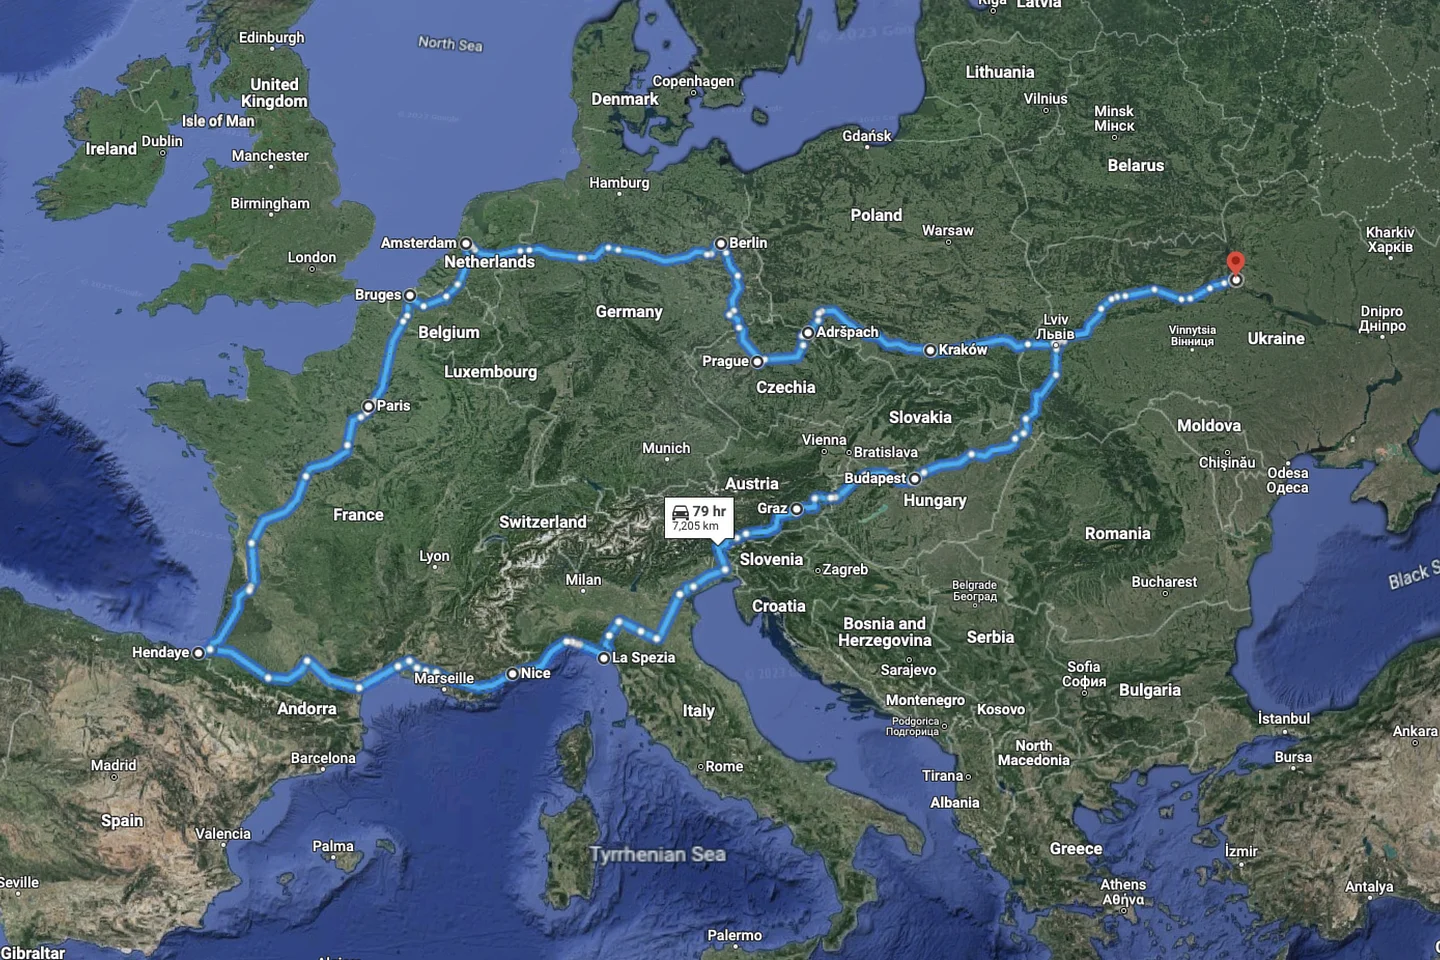 Riga
Latvia
Edinburgh
North Sea
© 2023 Google
United
Kingdom
Copenhagen
Lithuania
Denmark
Vilnius
Minsk
Мінск
Isle of Man
Ireland
Dublin
Gdańsk
Manchester
Belarus
Hamburg
Birmingham
Poland
Warsaw
Kharkiv
Харків
Amsterdam
Berlin
London
Netherlands
Bruges
Germany
Lviv
Львів
Dnipro
Дніпро
Belgium
Adršpach
Vinnytsia
Вінниця
Ukraine
Kraków
Prague
Luxembourg
Czechia
Paris
Slovakia
Moldova
Vienna
Munich
Bratislava
Chișinău
Odesa
Одеса
Budapest
Austria
Hungary
79 hr
7,205 km
Graz
France
Switzerland
Romania
Lyon
Slovenia
Zagreb
Milan
Black S
Belgrade
Београд
Bucharest
Croatia
Bosnia and
Herzegovina
Serbia
Hendaye
La Spezia
Nice
Marseille
Sarajevo
Sofia
София
Bulgaria
Andorra
Italy
Montenegro
Kosovo
Podgorica
Подгорица
İstanbul
Ankara
North
Macedonia
Barcelona
Bursa
Madrid
Rome
Tirana
Albania
Spain
Valencia
Palma
Tyrrhenian Sea
Greece
İzmir
Seville
Athens
Αθήνα
Antalya
Palermo
Gibraltar